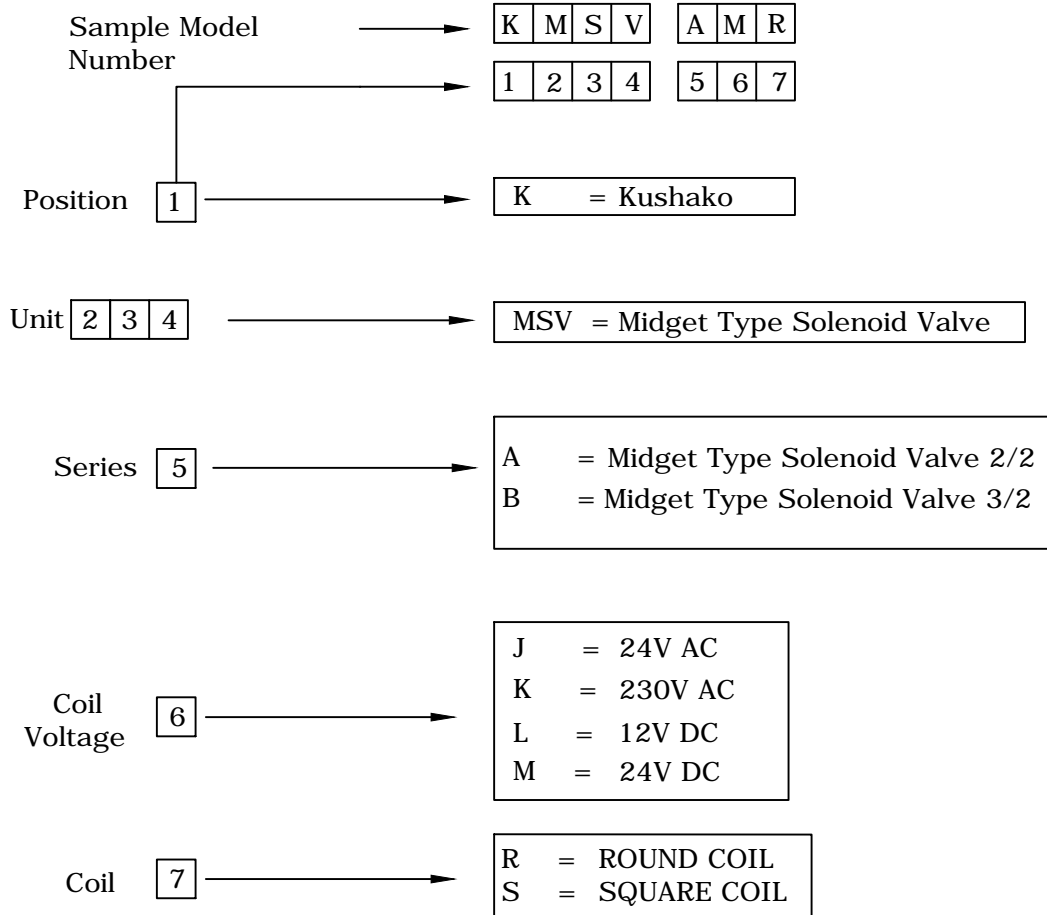 Sample Model Number K M S V A M R
1 2 3 4 5 6 7
Position 1 K = Kushako
Unit 2 3 4 MSV = Midget Type Solenoid Valve
Series 5 A = Midget Type Solenoid Valve 2/2
B = Midget Type Solenoid Valve 3/2
Coil Voltage 6 J = 24V AC
K = 230V AC
L = 12V DC
M = 24V DC
Coil 7 R = ROUND COIL
S = SQUARE COIL